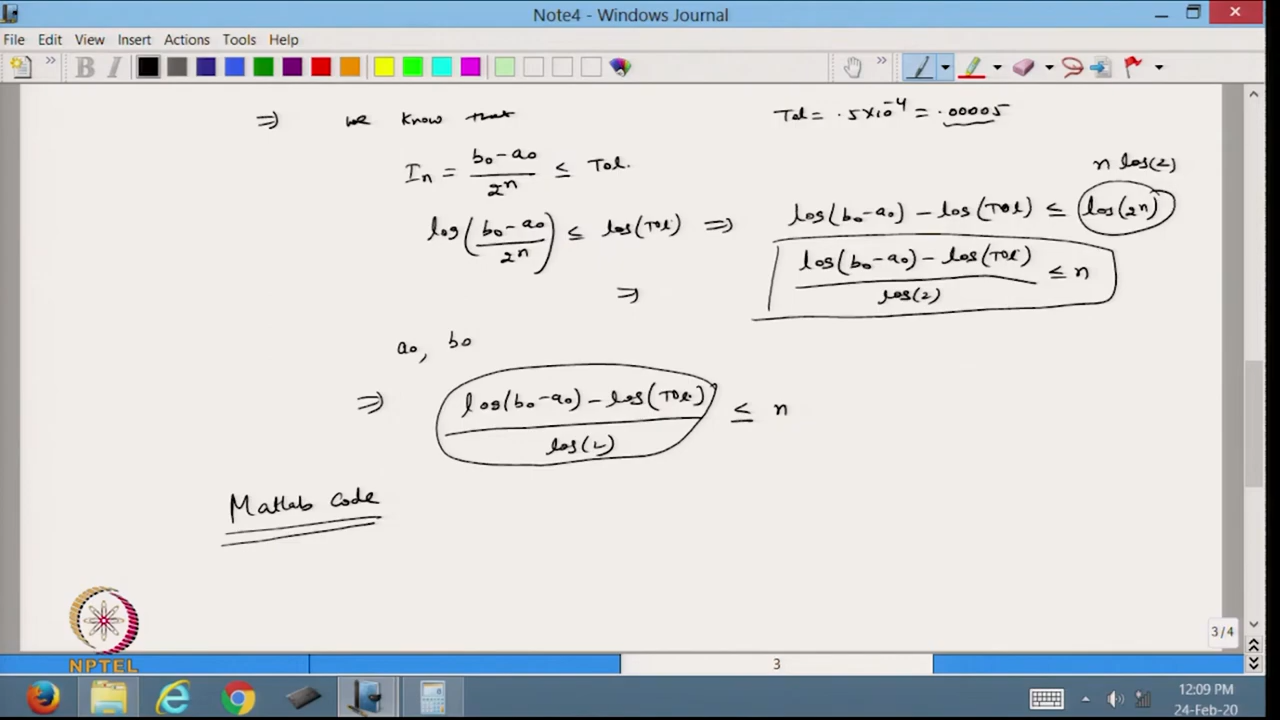 Note4 - Windows Journal
File Edit View Insert Actions Tools Help
⇒ we know that
Tol = .5×10⁻⁴ = .00005
Iₙ = (b₀-a₀)/2ⁿ ≤ Tol.
n log(2)
log((b₀-a₀)/2ⁿ) ≤ log(Tol) ⇒ log(b₀-a₀) - log(Tol) ≤ log(2ⁿ)
⇒ (log(b₀-a₀) - log(Tol))/log(2) ≤ n
a₀, b₀
⇒ (log(b₀-a₀) - log(Tol.))/log(2) ≤ n
Matlab code
3/4
NPTEL
3
12:09 PM
24-Feb-20